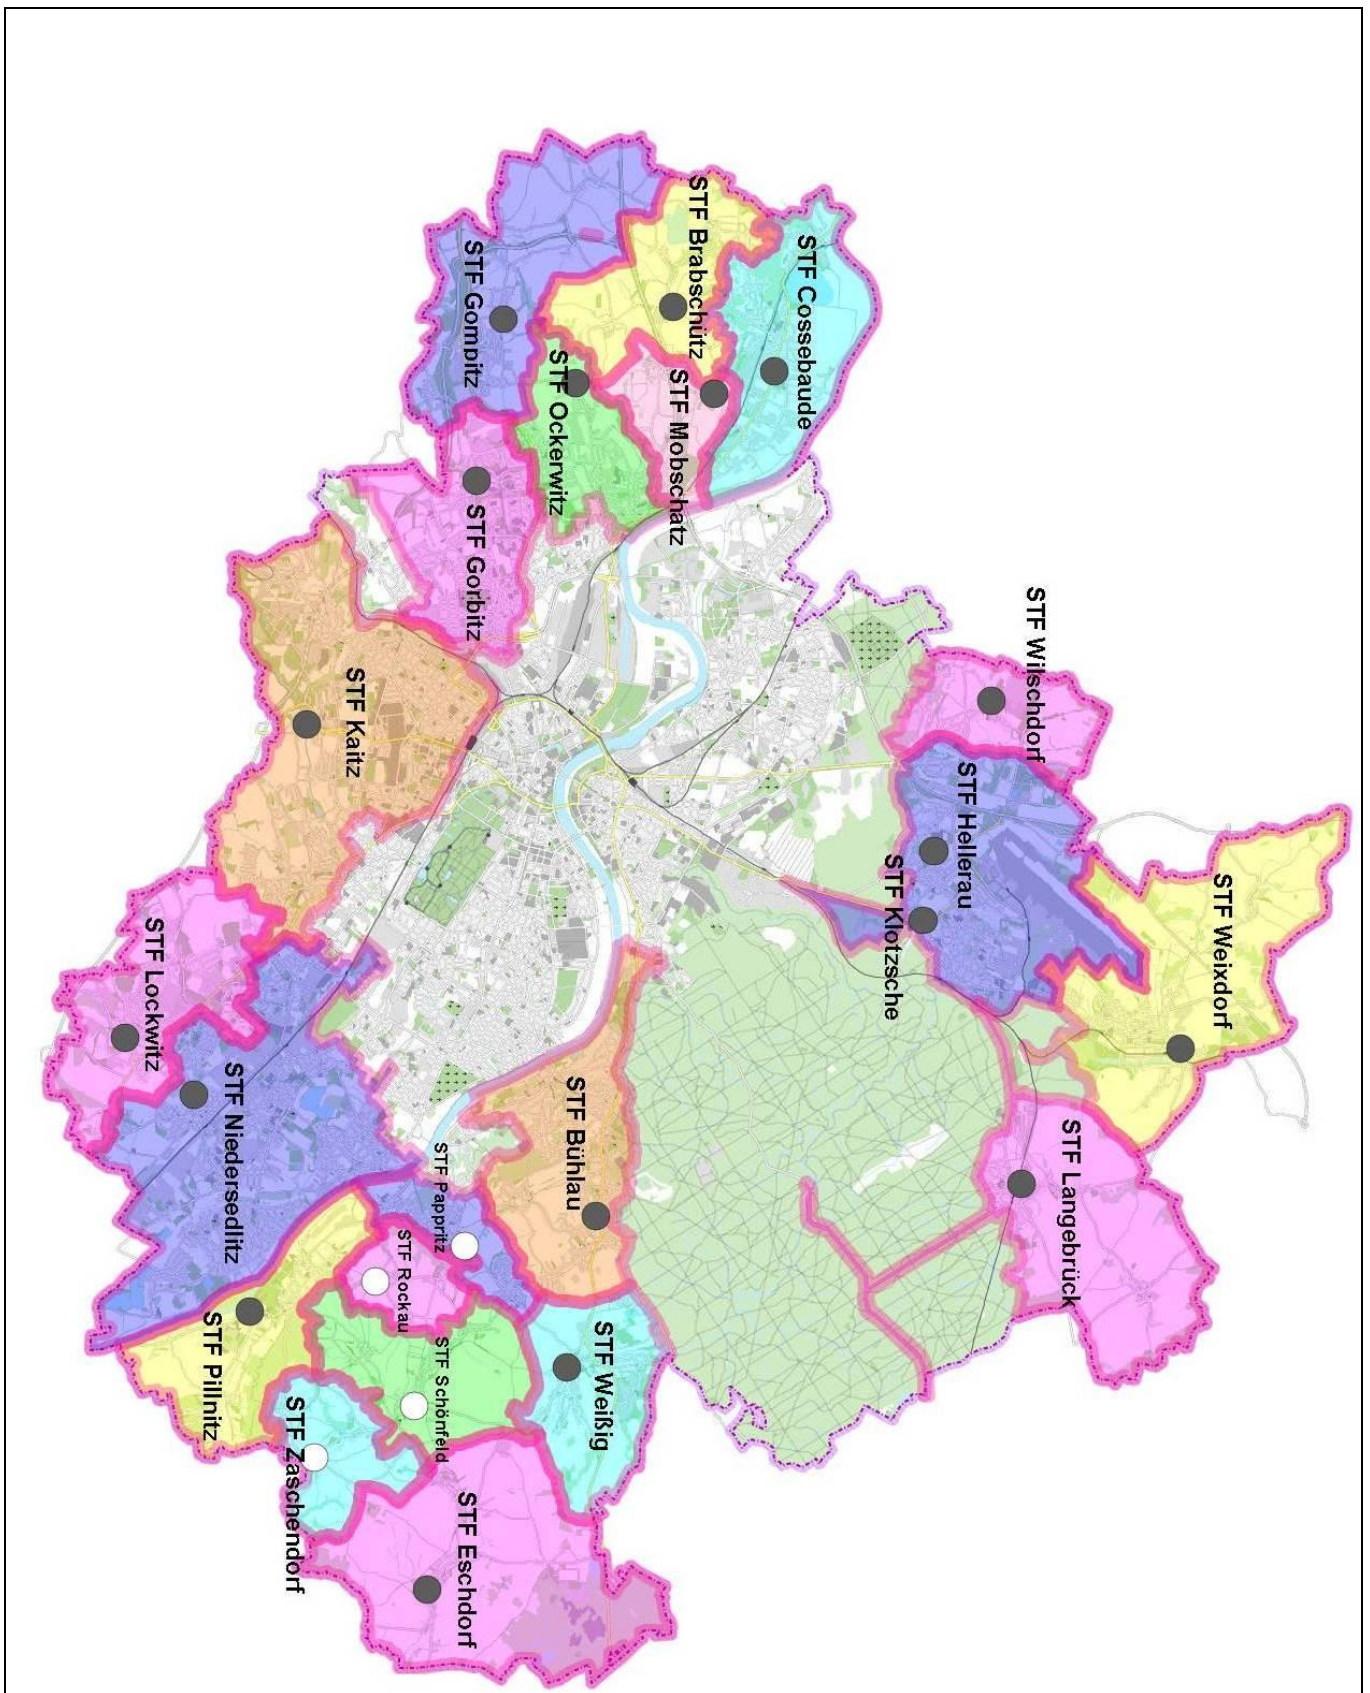 STF Cossebaude
STF Brabschütz
STF Mobschatz
STF Ockerwitz
STF Gompitz
STF Gorbitz
STF Kaitz
STF Wilschdorf
STF Hellerau
STF Klotzsche
STF Weixdorf
STF Langebrück
STF Lockwitz
STF Niedersedlitz
STF Bühlau
STF Pappritz
STF Rockau
STF Schönfeld
STF Weißig
STF Pillnitz
STF Zaschendorf
STF Eschdorf